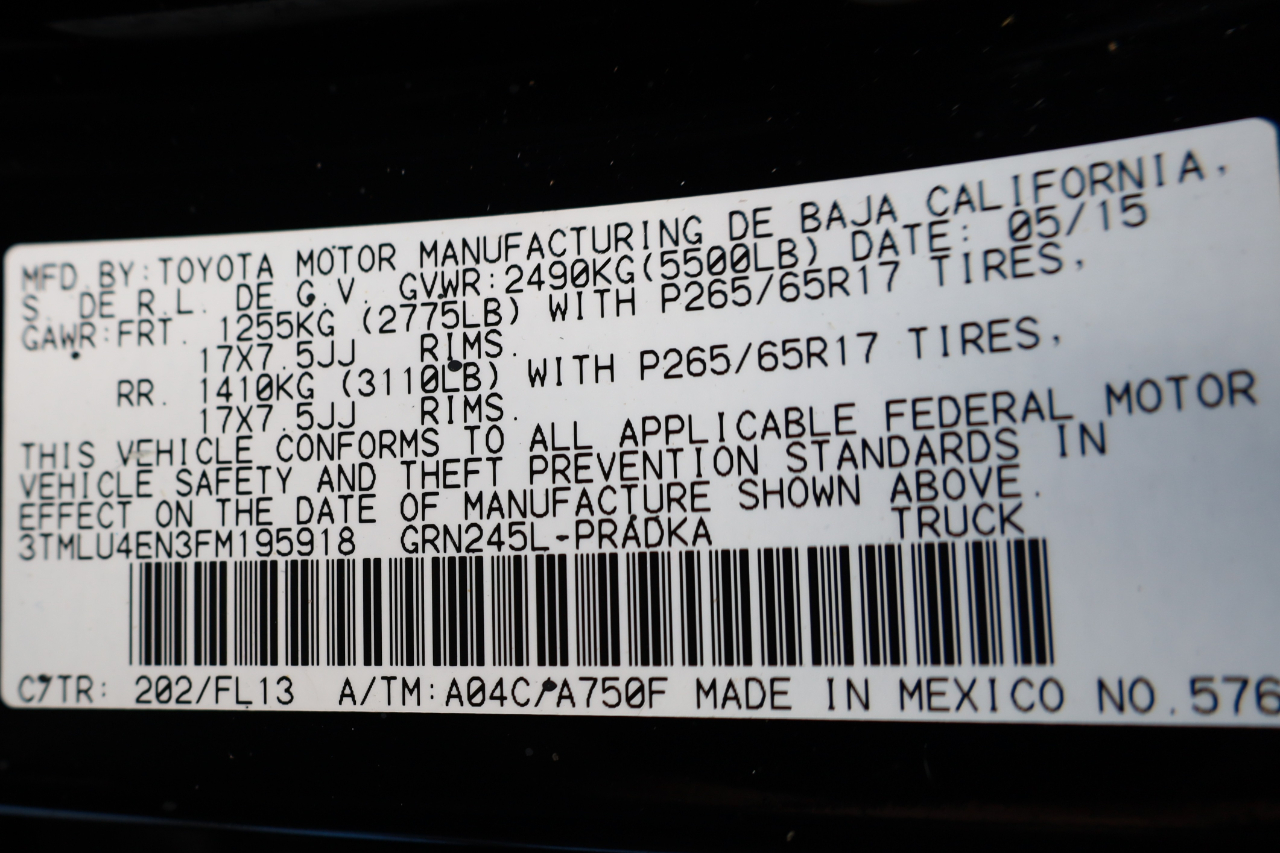 MFD. BY: TOYOTA MOTOR MANUFACTURING DE BAJA CALIFORNIA,
S. DE R.L. DE C.V. GVWR: 2490KG(5500LB) DATE: 05/15
GAWR: FRT. 1255KG (2775LB) WITH P265/65R17 TIRES,
17X7.5JJ RIMS.
RR. 1410KG (3110LB) WITH P265/65R17 TIRES,
17X7.5JJ RIMS.
THIS VEHICLE CONFORMS TO ALL APPLICABLE FEDERAL MOTOR
VEHICLE SAFETY AND THEFT PREVENTION STANDARDS IN
EFFECT ON THE DATE OF MANUFACTURE SHOWN ABOVE.
3TMLU4EN3FM195918 GRN245L-PRADKA TRUCK
C/TR: 202/FL13 A/TM: A04C/A750F MADE IN MEXICO NO.576